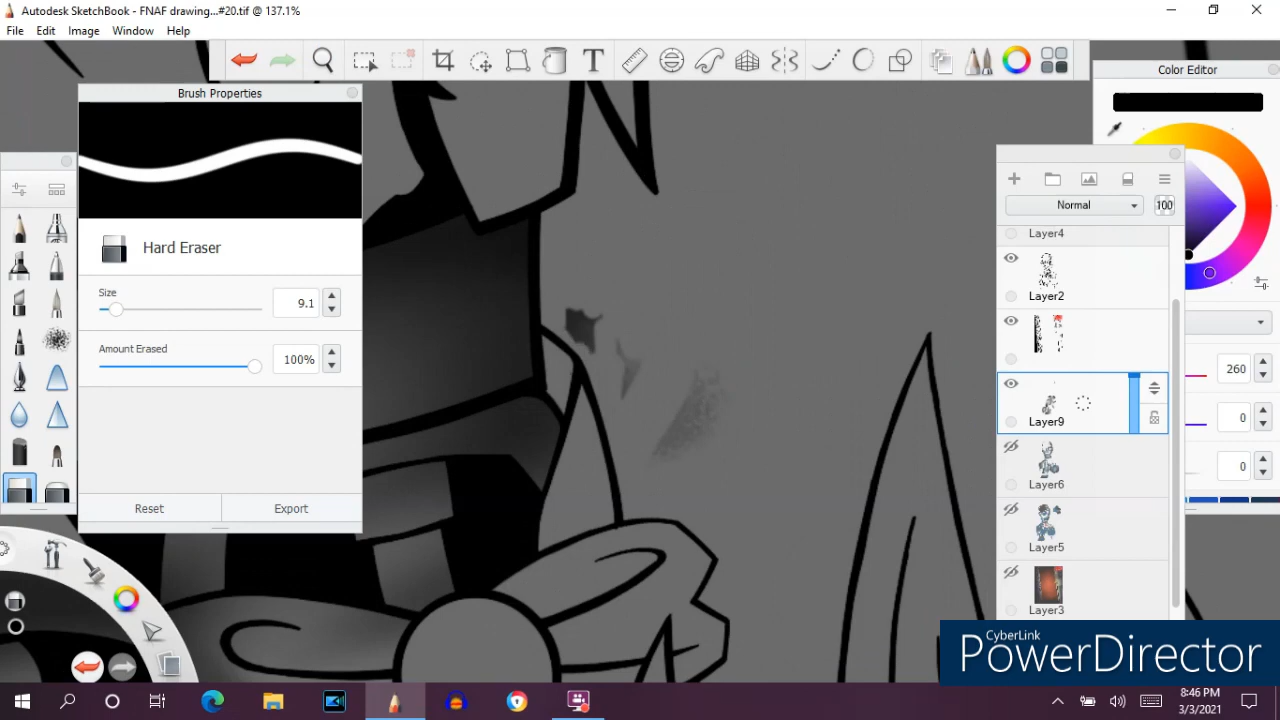 Autodesk SketchBook - FNAF drawing...#20.tif @ 137.1%
File Edit Image Window Help
T
Brush Properties
Color Editor
Hard Eraser
Size
9.1
Amount Erased
100%
Reset Export
Normal 100
Layer4
Layer2
Layer9
Layer6
Layer5
Layer3
260
0
0
CyberLink
PowerDirector
8:46 PM
3/3/2021